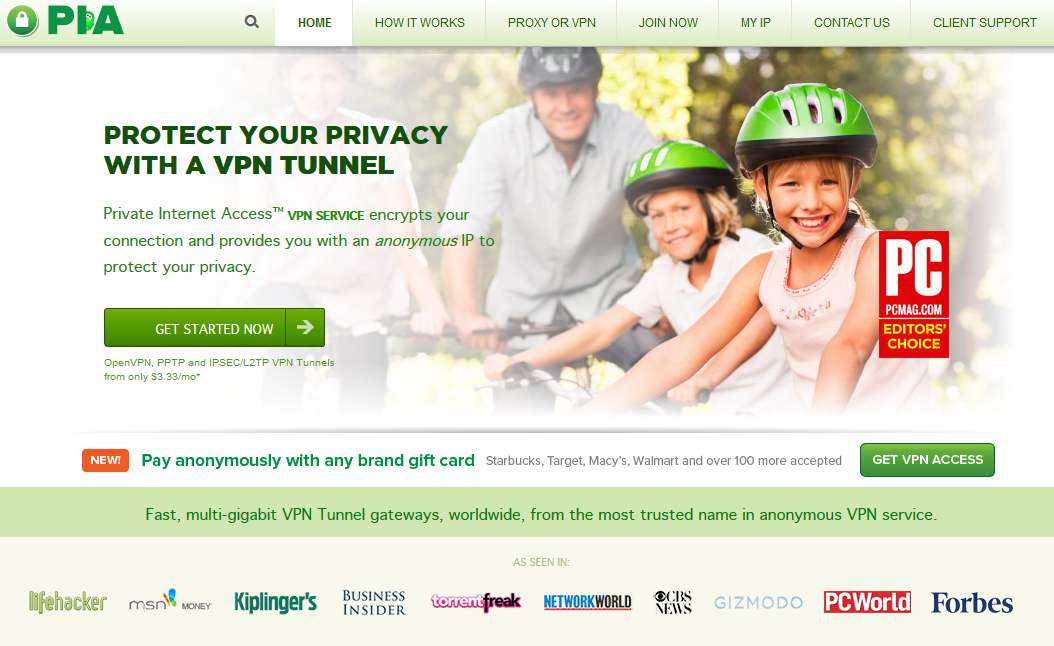 PIA
HOME
HOW IT WORKS
PROXY OR VPN
JOIN NOW
MY IP
CONTACT US
CLIENT SUPPORT
PROTECT YOUR PRIVACY
WITH A VPN TUNNEL
Private Internet Access™ VPN SERVICE encrypts your
connection and provides you with an anonymous IP to
protect your privacy.
GET STARTED NOW
OpenVPN, PPTP and IPSEC/L2TP VPN Tunnels
from only $3.33/mo*
PC
PCMAG.COM
EDITORS'
CHOICE
NEW!
Pay anonymously with any brand gift card
Starbucks, Target, Macy's, Walmart and over 100 more accepted
GET VPN ACCESS
Fast, multi-gigabit VPN Tunnel gateways, worldwide, from the most trusted name in anonymous VPN service.
AS SEEN IN:
lifehacker
msn MONEY
Kiplinger's
BUSINESS
INSIDER
torrentfreak
NETWORKWORLD
CBS
NEWS
GIZMODO
PCWorld
Forbes